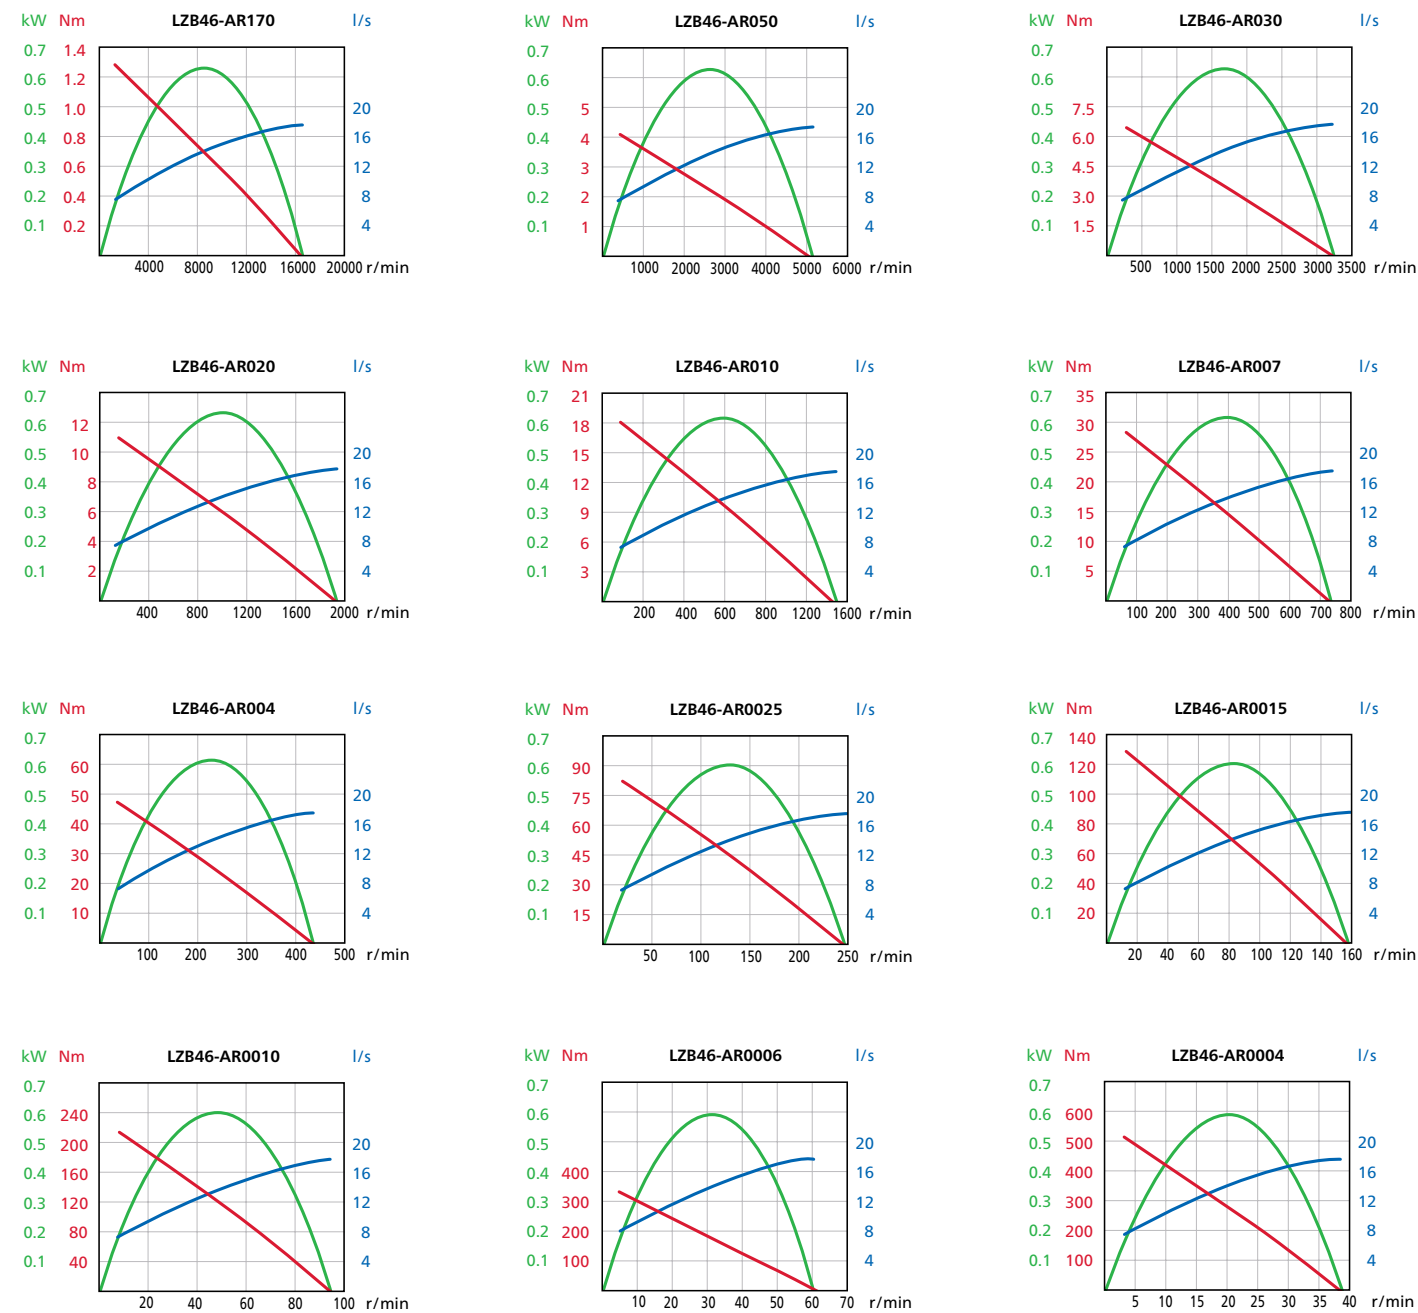 kW Nm LZB46-AR170 l/s
0.7 1.4
0.6 1.2
0.5 1.0 20
0.4 0.8 16
0.3 0.6 12
0.2 0.4 8
0.1 0.2 4
4000 8000 12000 16000 20000 r/min
kW Nm LZB46-AR050 l/s
0.7
0.6
0.5 5 20
0.4 4 16
0.3 3 12
0.2 2 8
0.1 1 4
1000 2000 3000 4000 5000 6000 r/min
kW Nm LZB46-AR030 l/s
0.7
0.6
0.5 7.5 20
0.4 6.0 16
0.3 4.5 12
0.2 3.0 8
0.1 1.5 4
500 1000 1500 2000 2500 3000 3500 r/min
kW Nm LZB46-AR020 l/s
0.7
0.6 12
0.5 10 20
0.4 8 16
0.3 6 12
0.2 4 8
0.1 2 4
400 800 1200 1600 2000 r/min
kW Nm LZB46-AR010 l/s
0.7 21
0.6 18
0.5 15 20
0.4 12 16
0.3 9 12
0.2 6 8
0.1 3 4
200 400 600 800 1200 1600 r/min
kW Nm LZB46-AR007 l/s
0.7 35
0.6 30
0.5 25 20
0.4 20 16
0.3 15 12
0.2 10 8
0.1 5 4
100 200 300 400 500 600 700 800 r/min
kW Nm LZB46-AR004 l/s
0.7
0.6 60
0.5 50 20
0.4 40 16
0.3 30 12
0.2 20 8
0.1 10 4
100 200 300 400 500 r/min
kW Nm LZB46-AR0025 l/s
0.7
0.6 90
0.5 75 20
0.4 60 16
0.3 45 12
0.2 30 8
0.1 15 4
50 100 150 200 250 r/min
kW Nm LZB46-AR0015 l/s
0.7 140
0.6 120
0.5 100 20
0.4 80 16
0.3 60 12
0.2 40 8
0.1 20 4
20 40 60 80 100 120 140 160 r/min
kW Nm LZB46-AR0010 l/s
0.7
0.6 240
0.5 200 20
0.4 160 16
0.3 120 12
0.2 80 8
0.1 40 4
20 40 60 80 100 r/min
kW Nm LZB46-AR0006 l/s
0.7
0.6
0.5 20
0.4 400 16
0.3 300 12
0.2 200 8
0.1 100 4
10 20 30 40 50 60 70 r/min
kW Nm LZB46-AR0004 l/s
0.7
0.6 600
0.5 500 20
0.4 400 16
0.3 300 12
0.2 200 8
0.1 100 4
5 10 15 20 25 30 35 40 r/min